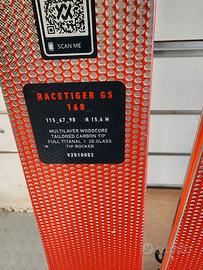 SCAN ME
RACETIGER GS
168
115_67_98 R 15,4 M
MULTILAYER WOODCORE
TAILORED CARBON TIP
FULL TITANAL + 3D.GLASS
TIP ROCKER
V2510002